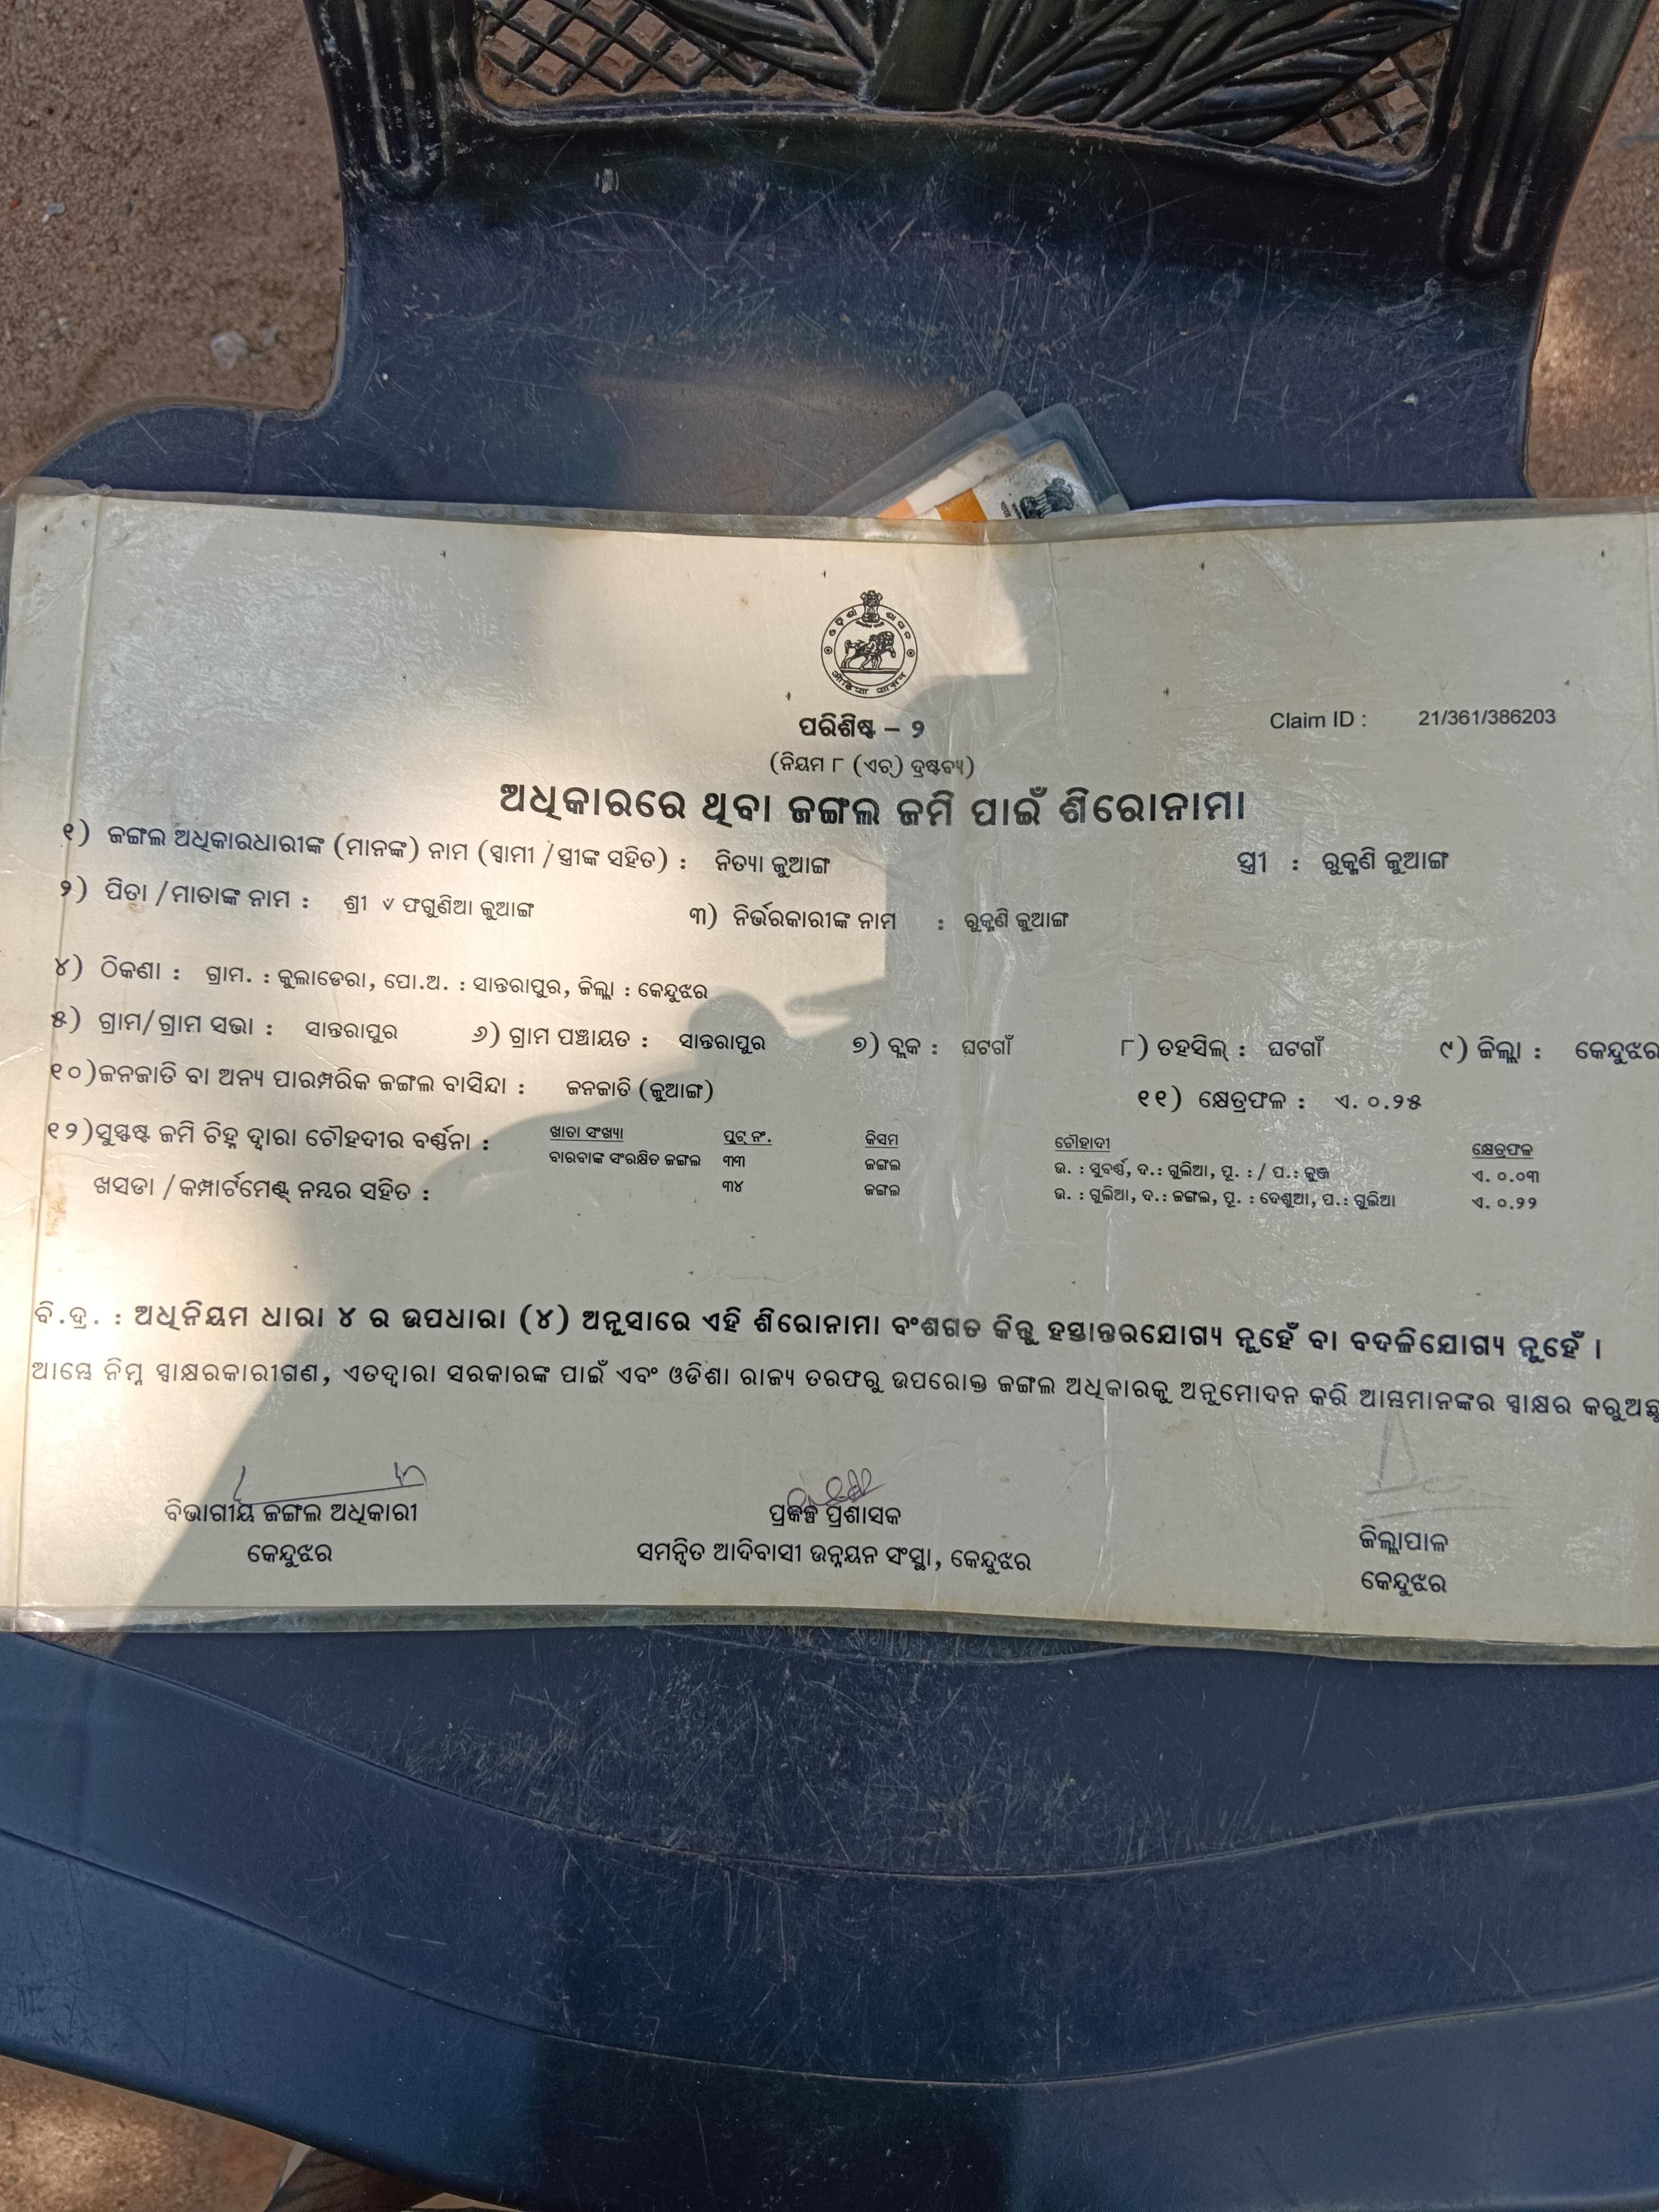 ଓଡ଼ିଶା ଶାସନ
ओड़िशा शासन
ପରିଶିଷ୍ଟ – ୨
Claim ID : 21/361/386203
(ନିୟମ ୮ (ଏଚ୍) ଦ୍ରଷ୍ଟବ୍ୟ)
ଅଧିକାରରେ ଥିବା ଜଙ୍ଗଲ ଜମି ପାଇଁ ଶିରୋନାମା
୧) ଜଙ୍ଗଲ ଅଧିକାରଧାରୀଙ୍କ (ମାନଙ୍କ) ନାମ (ସ୍ୱାମୀ /ସ୍ତ୍ରୀଙ୍କ ସହିତ) : ନିତ୍ୟା ଜୁଆଙ୍ଗ ସ୍ତ୍ରୀ : ରୁକ୍ମଣି ଜୁଆଙ୍ଗ
୨) ପିତା /ମାତାଙ୍କ ନାମ : ଶ୍ରୀ ୰ ଫଗୁଣିଆ ଜୁଆଙ୍ଗ ୩) ନିର୍ଭରକାରୀଙ୍କ ନାମ : ରୁକ୍ମଣି ଜୁଆଙ୍ଗ
୪) ଠିକଣା : ଗ୍ରାମ. : କୁଲାଡେରା, ପୋ.ଅ. : ସାନ୍ତରାପୁର, ଜିଲ୍ଲା : କେନ୍ଦୁଝର
୫) ଗ୍ରାମ/ଗ୍ରାମ ସଭା : ସାନ୍ତରାପୁର ୬) ଗ୍ରାମ ପଞ୍ଚାୟତ : ସାନ୍ତରାପୁର ୭) ବ୍ଲକ : ଘଟଗାଁ ୮) ତହସିଲ୍ : ଘଟଗାଁ ୯) ଜିଲ୍ଲା : କେନ୍ଦୁଝର
୧୦)ଜନଜାତି ବା ଅନ୍ୟ ପାରମ୍ପରିକ ଜଙ୍ଗଲ ବାସିନ୍ଦା : ଜନଜାତି (ଜୁଆଙ୍ଗ) ୧୧) କ୍ଷେତ୍ରଫଳ : ଏ. ୦.୨୫
୧୨)ସୁସ୍ପଷ୍ଟ ଜମି ଚିହ୍ନ ଦ୍ୱାରା ଚୌହଦୀର ବର୍ଣ୍ଣନା : ଖାତା ସଂଖ୍ୟା ପ୍ଲଟ୍ ନଂ. କିସମ ଚୌହାଦୀ କ୍ଷେତ୍ରଫଳ
ବାରବାଙ୍କ ସଂରକ୍ଷିତ ଜଙ୍ଗଲ ୩୩ ଜଙ୍ଗଲ ଉ. : ସୁବର୍ଣ୍ଣ, ଦ.: ଗୁଲିଆ, ପୂ. : / ପ.: କୁଞ୍ଜ ଏ. ୦.୦୩
ଖସଡା /କମ୍ପାର୍ଟମେଣ୍ଟ୍ ନମ୍ବର ସହିତ : ୩୪ ଜଙ୍ଗଲ ଉ. : ଗୁଲିଆ, ଦ.: ଜଙ୍ଗଲ, ପୂ. : ଦେଶୁଆ, ପ.: ଗୁଲିଆ ଏ. ୦.୨୨
ବି.ଦ୍ର. : ଅଧିନିୟମ ଧାରା ୪ ର ଉପଧାରା (୪) ଅନୁସାରେ ଏହି ଶିରୋନାମା ବଂଶଗତ କିନ୍ତୁ ହସ୍ତାନ୍ତରଯୋଗ୍ୟ ନୁହେଁ ବା ବଦଳିଯୋଗ୍ୟ ନୁହେଁ ।
ଆମ୍ଭେ ନିମ୍ନ ସ୍ୱାକ୍ଷରକାରୀଗଣ, ଏତଦ୍ଦ୍ୱାରା ସରକାରଙ୍କ ପାଇଁ ଏବଂ ଓଡିଶା ରାଜ୍ୟ ତରଫରୁ ଉପରୋକ୍ତ ଜଙ୍ଗଲ ଅଧିକାରକୁ ଅନୁମୋଦନ କରି ଆମ୍ଭମାନଙ୍କର ସ୍ୱାକ୍ଷର କରୁଅଛୁ
ବିଭାଗୀୟ ଜଙ୍ଗଲ ଅଧିକାରୀ
କେନ୍ଦୁଝର
ପ୍ରକଳ୍ପ ପ୍ରଶାସକ
ସମନ୍ୱିତ ଆଦିବାସୀ ଉନ୍ନୟନ ସଂସ୍ଥା, କେନ୍ଦୁଝର
ଜିଲ୍ଲାପାଳ
କେନ୍ଦୁଝର